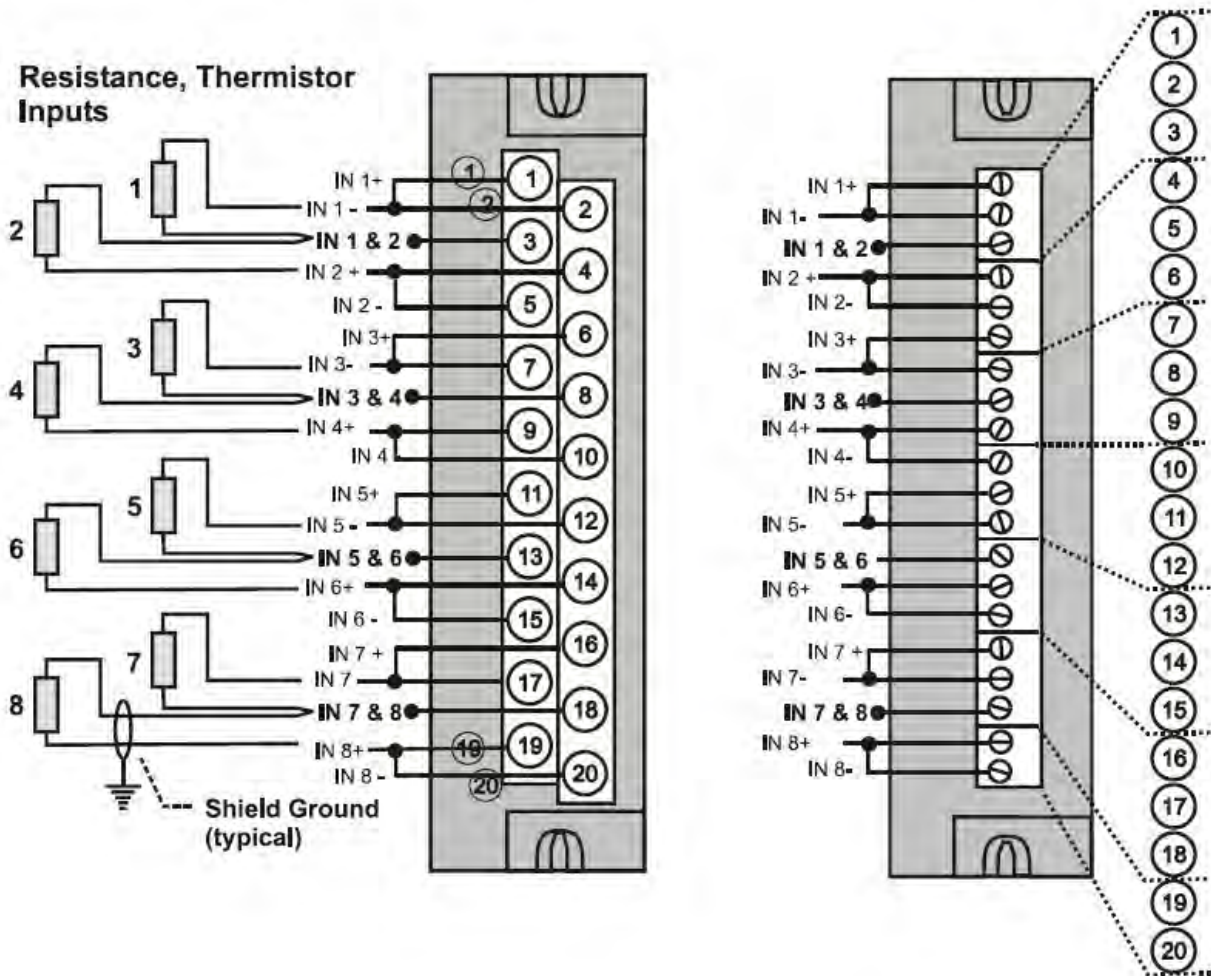 Resistance, Thermistor
Inputs
1
2
3
4
5
6
7
8
IN 1+
IN 1 -
IN 1 & 2
IN 2 +
IN 2 -
IN 3+
IN 3-
IN 3 & 4
IN 4+
IN 4
IN 5+
IN 5 -
IN 5 & 6
IN 6+
IN 6 -
IN 7 +
IN 7
IN 7 & 8
IN 8+
IN 8 -
1
2
19
20
1
2
3
4
5
6
7
8
9
10
11
12
13
14
15
16
17
18
19
20
Shield Ground
(typical)
IN 1+
IN 1-
IN 1 & 2
IN 2 +
IN 2-
IN 3+
IN 3-
IN 3 & 4
IN 4+
IN 4-
IN 5+
IN 5-
IN 5 & 6
IN 6+
IN 6-
IN 7 +
IN 7-
IN 7 & 8
IN 8+
IN 8-
1
2
3
4
5
6
7
8
9
10
11
12
13
14
15
16
17
18
19
20